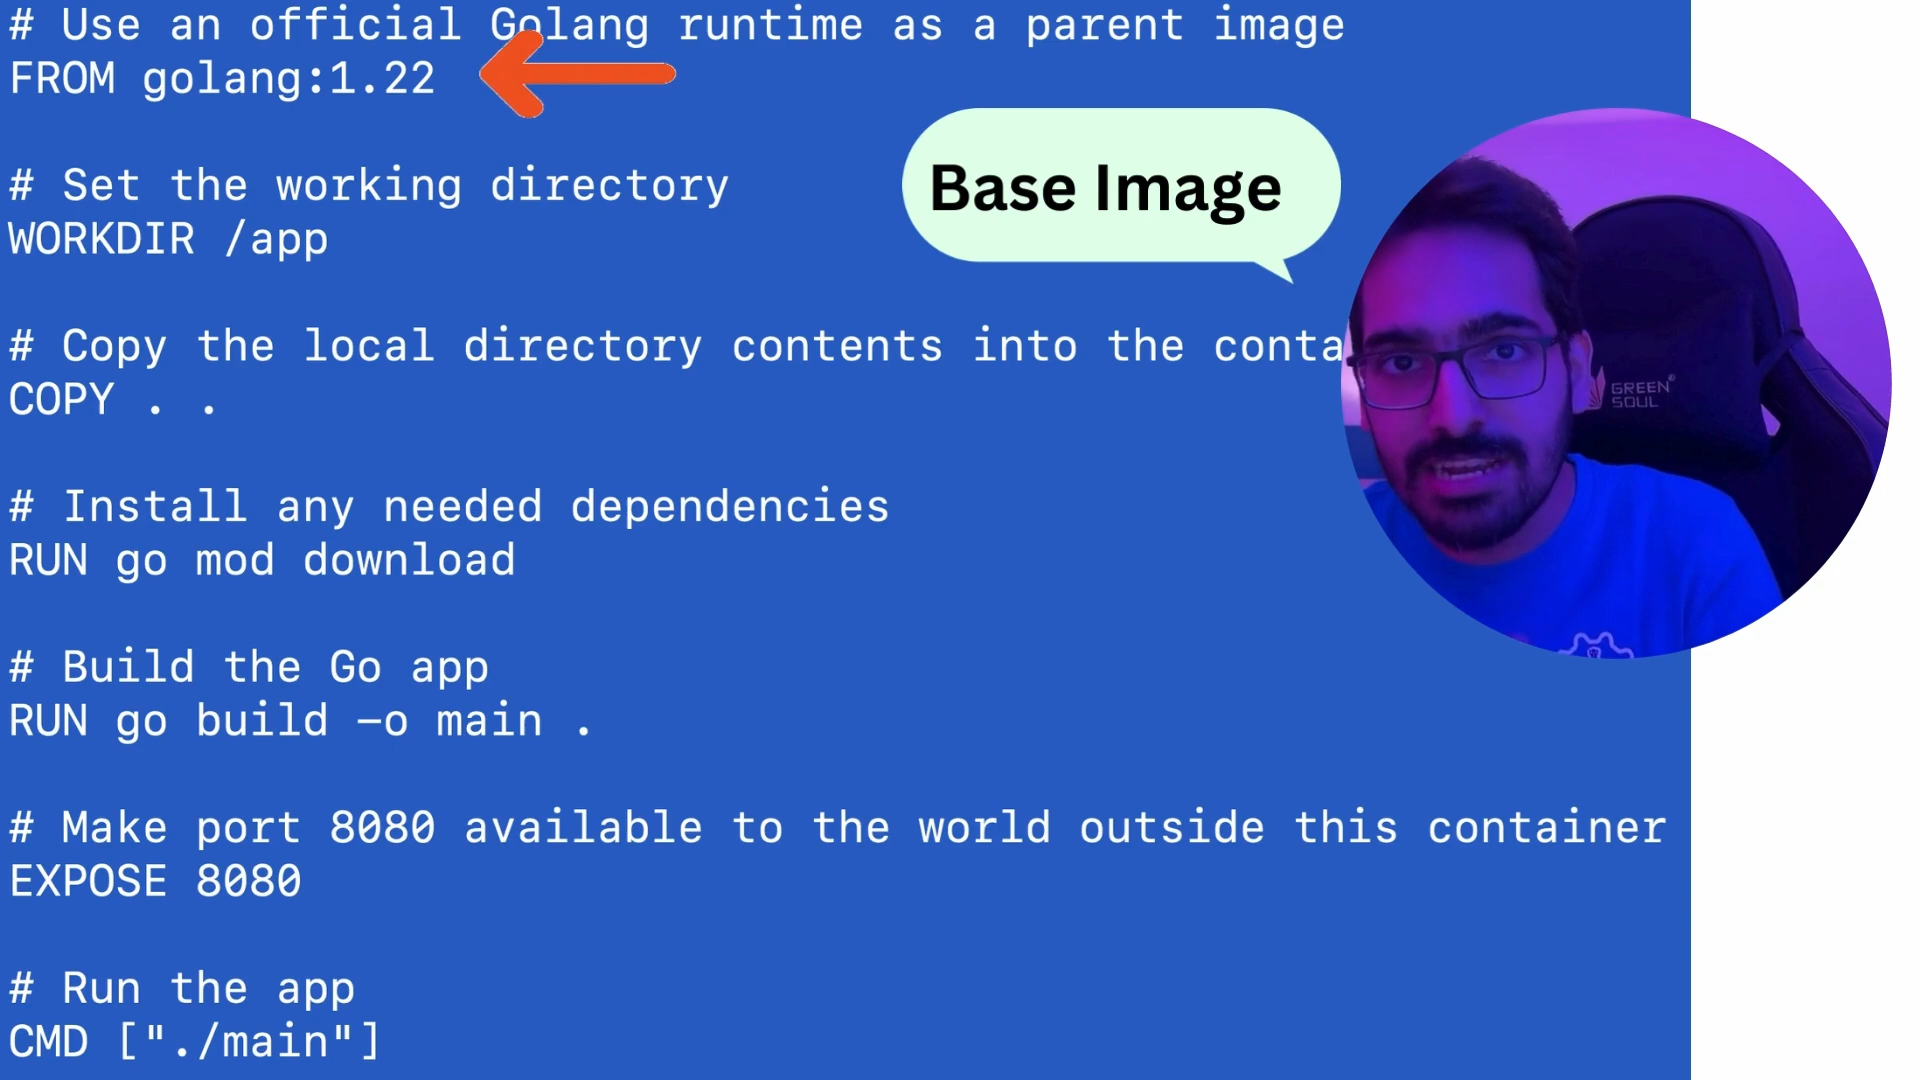 # Use an official Golang runtime as a parent image
FROM golang:1.22
Base Image
# Set the working directory
WORKDIR /app
# Copy the local directory contents into the conta
COPY . .
GREEN
SOUL
# Install any needed dependencies
RUN go mod download
# Build the Go app
RUN go build –o main .
# Make port 8080 available to the world outside this container
EXPOSE 8080
# Run the app
CMD ["./main"]